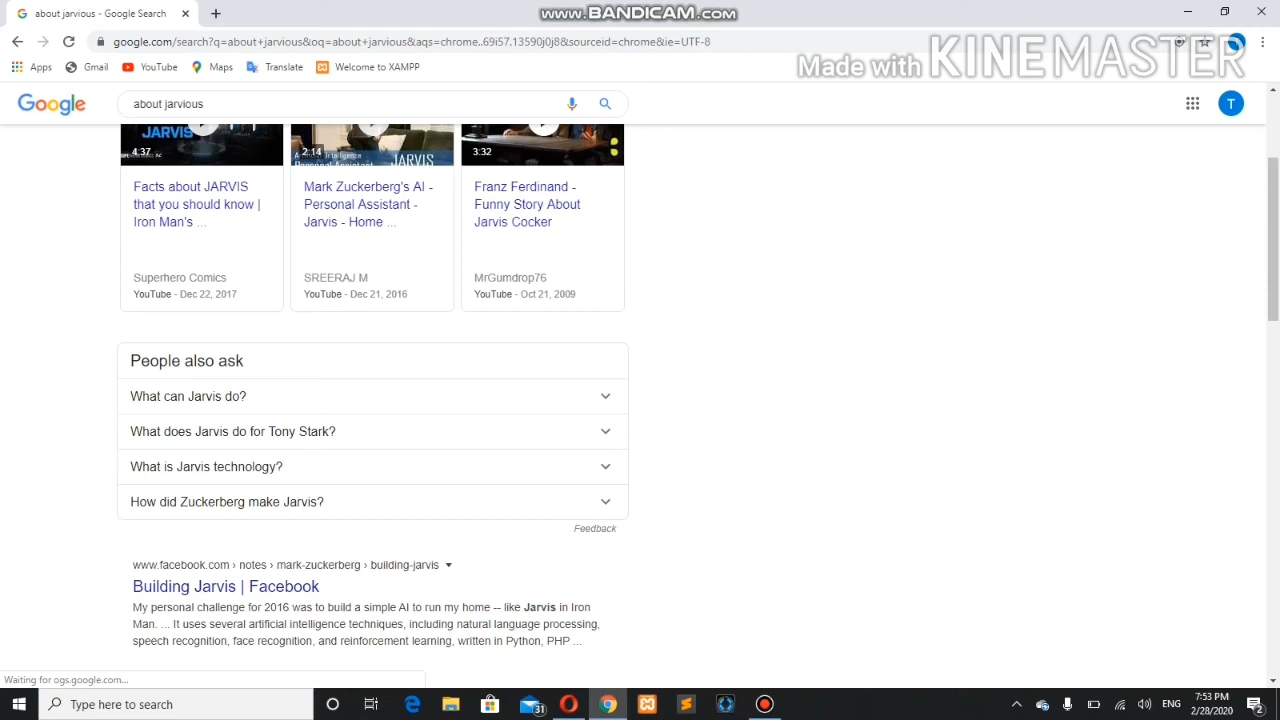 about jarvious - Google Search
www.BANDICAM.com
google.com/search?q=about+jarvious&oq=about+jarvious&aqs=chrome..69i57.13590j0j8&sourceid=chrome&ie=UTF-8
Apps
Gmail
YouTube
Maps
Translate
Welcome to XAMPP
Made with KINEMASTER
Google
about jarvious
T
JARVIS
4:37
2:14
JARVIS
3:32
Facts about JARVIS
that you should know |
Iron Man's ...
Superhero Comics
YouTube - Dec 22, 2017
Mark Zuckerberg's AI -
Personal Assistant -
Jarvis - Home ...
SREERAJ M
YouTube - Dec 21, 2016
Franz Ferdinand -
Funny Story About
Jarvis Cocker
MrGumdrop76
YouTube - Oct 21, 2009
People also ask
What can Jarvis do?
What does Jarvis do for Tony Stark?
What is Jarvis technology?
How did Zuckerberg make Jarvis?
Feedback
www.facebook.com › notes › mark-zuckerberg › building-jarvis
Building Jarvis | Facebook
My personal challenge for 2016 was to build a simple AI to run my home -- like Jarvis in Iron
Man. ... It uses several artificial intelligence techniques, including natural language processing,
speech recognition, face recognition, and reinforcement learning, written in Python, PHP ...
Waiting for ogs.google.com...
Type here to search
31
ENG
7:53 PM
2/28/2020
2